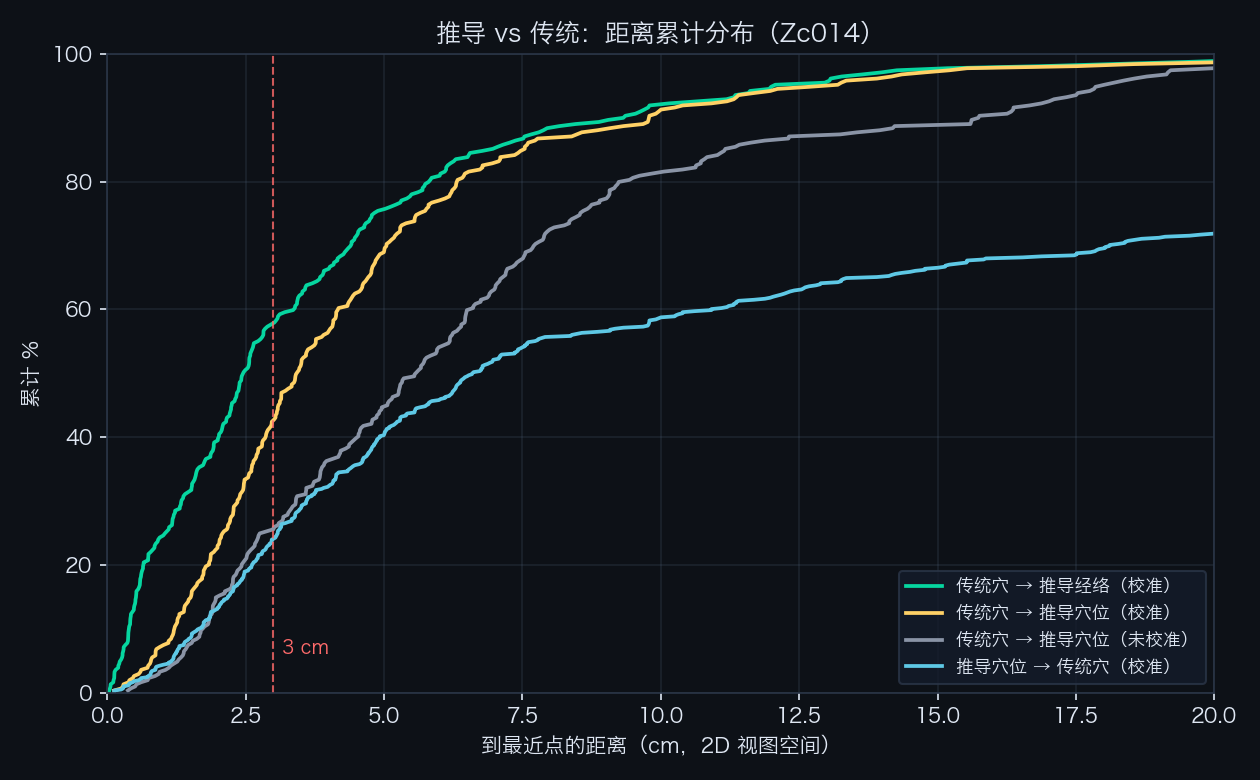 推导 vs 传统：距离累计分布（Zc014）
100
80
60
40
20
0
累计 %
3 cm
传统穴 → 推导经络（校准）
传统穴 → 推导穴位（校准）
传统穴 → 推导穴位（未校准）
推导穴位 → 传统穴（校准）
0.0 2.5 5.0 7.5 10.0 12.5 15.0 17.5 20.0
到最近点的距离（cm，2D 视图空间）